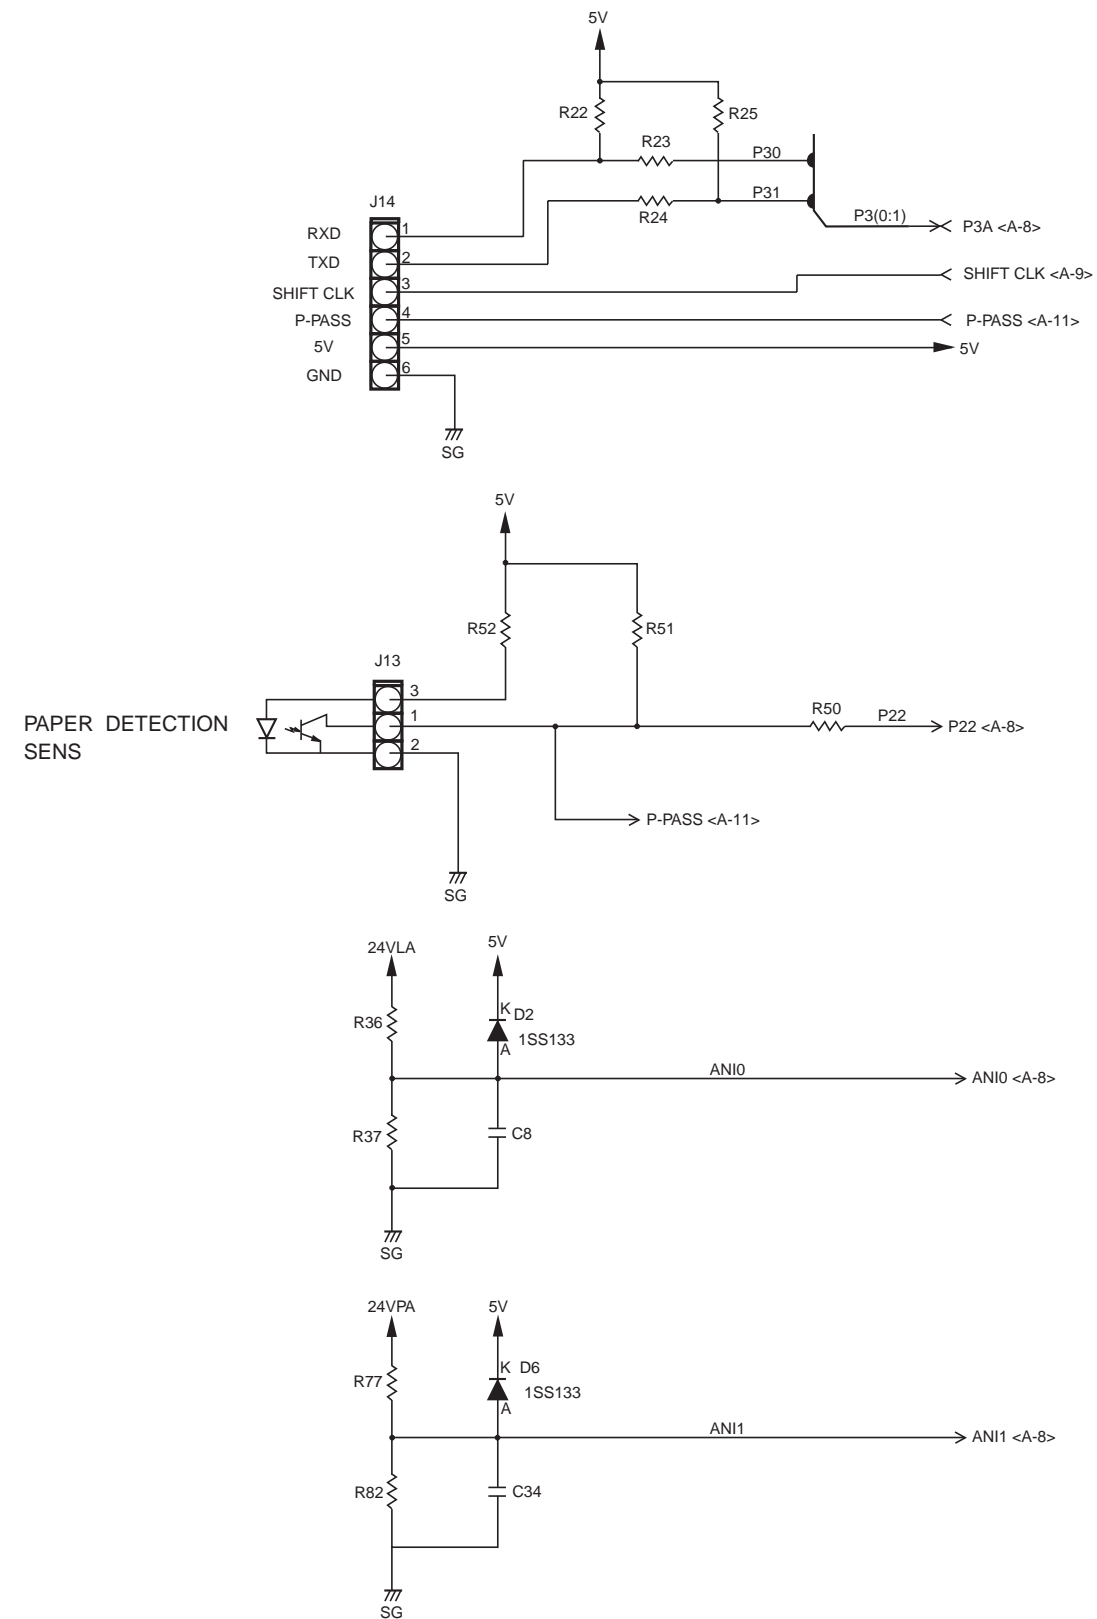 5V
R22
R25
R23
P30
J14
R24
P31
RXD
1
P3(0:1)
P3A <A-8>
TXD
2
SHIFT CLK
3
SHIFT CLK <A-9>
P-PASS
4
P-PASS <A-11>
5V
5
5V
GND
6
SG
5V
R52
R51
J13
3
PAPER DETECTION
SENS
1
R50
P22
P22 <A-8>
2
P-PASS <A-11>
SG
24VLA
5V
R36
K
D2
1SS133
A
ANI0
ANI0 <A-8>
R37
C8
SG
24VPA
5V
R77
K D6
1SS133
A
ANI1
ANI1 <A-8>
R82
C34
SG